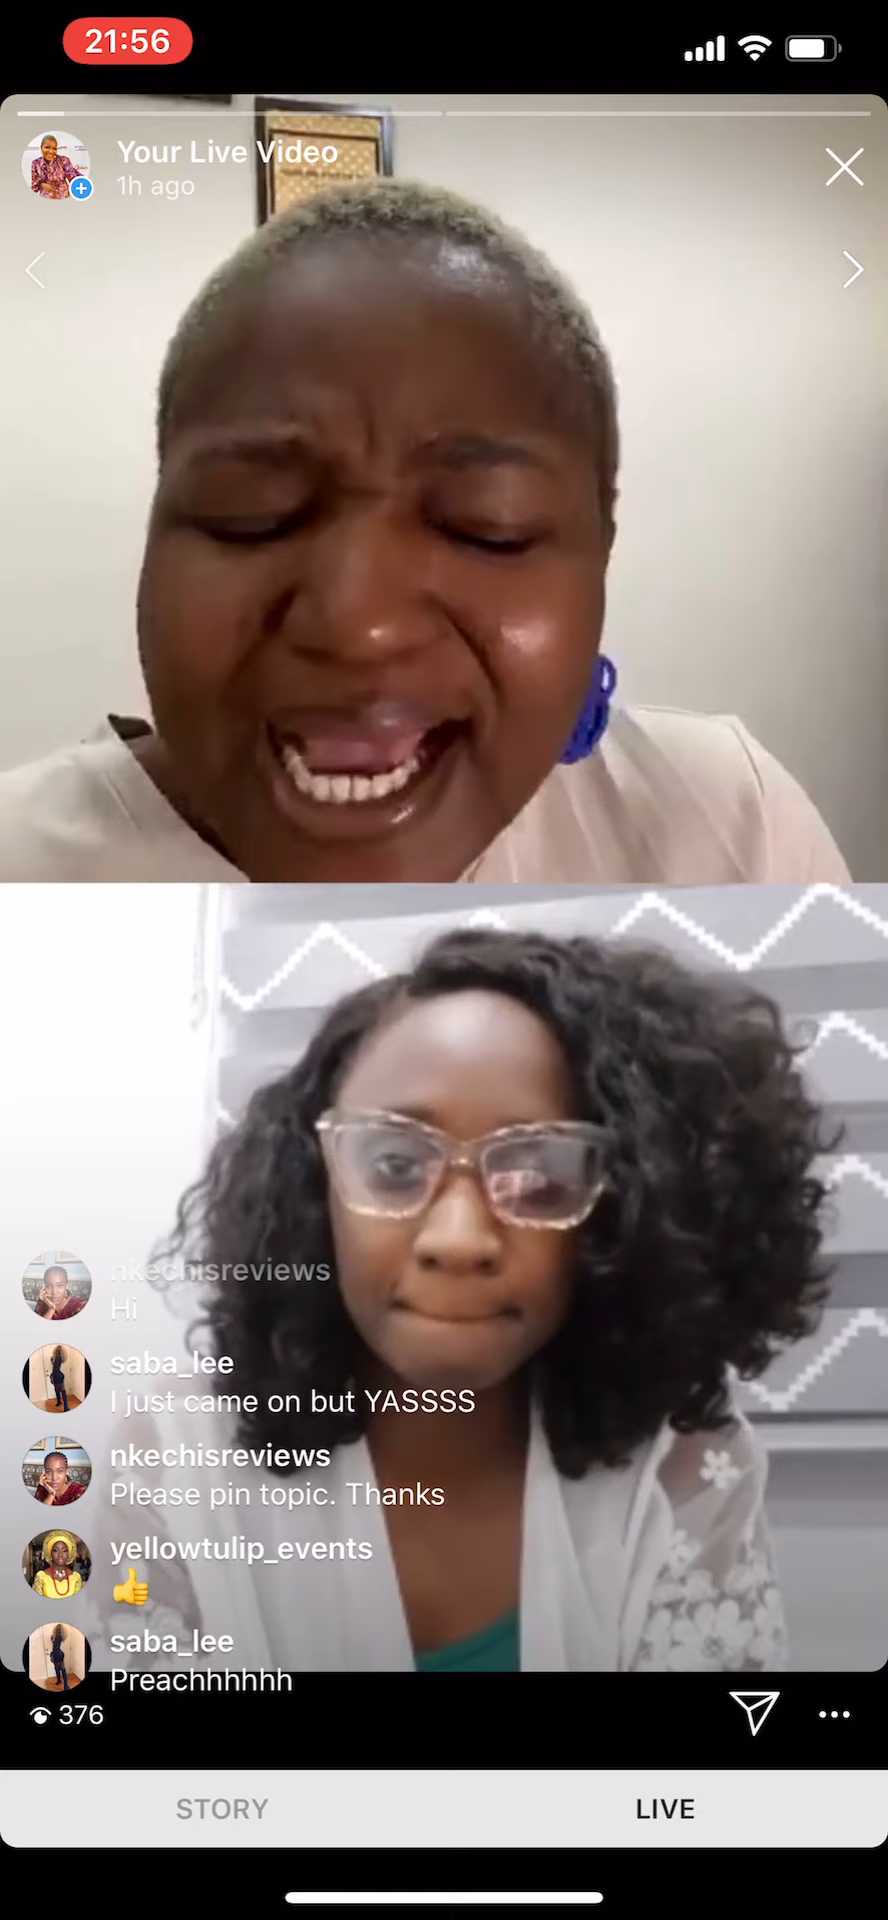 21:56
Your Live Video
1h ago
nkechisreviews
Hi
saba_lee
I just came on but YASSSS
nkechisreviews
Please pin topic. Thanks
yellowtulip_events
👍
saba_lee
Preachhhhhh
376
STORY
LIVE